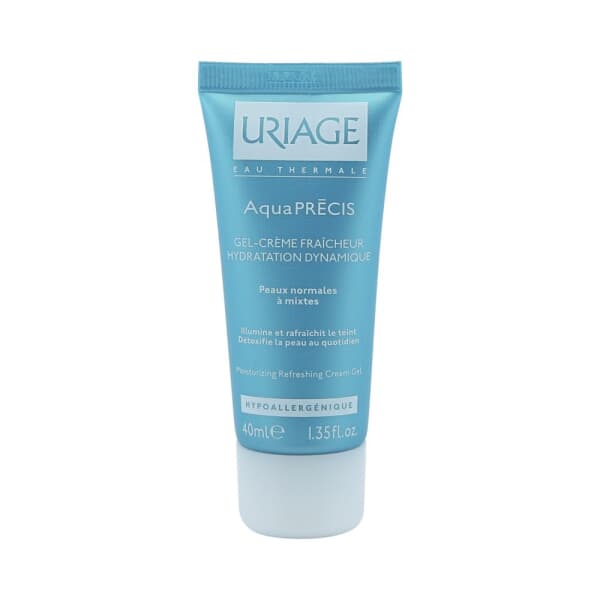 URIAGE
EAU THERMALE
AquaPRĒCIS
GEL-CRÈME FRAÎCHEUR
HYDRATATION DYNAMIQUE
Peaux normales
à mixtes
Illumine et rafraîchit le teint
Détoxifie la peau au quotidien
Moisturizing Refreshing Cream Gel
HYPOALLERGÉNIQUE
40ml℮ 1.35fl.oz.